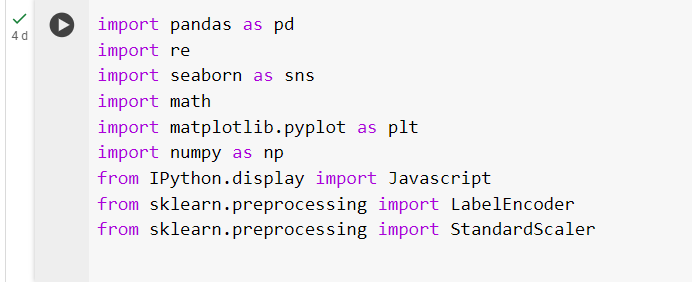 import pandas as pd
import re
import seaborn as sns
import math
import matplotlib.pyplot as plt
import numpy as np
from IPython.display import Javascript
from sklearn.preprocessing import LabelEncoder
from sklearn.preprocessing import StandardScaler
4 d